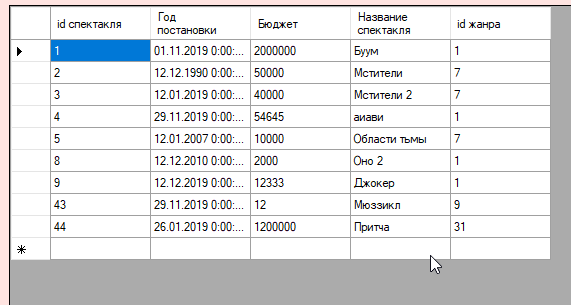 id спектакля Год постановки Бюджет Название спектакля id жанра
1 01.11.2019 0:00:... 2000000 Буум 1
2 12.12.1990 0:00:... 50000 Мстители 7
3 12.01.2019 0:00:... 40000 Мстители 2 7
4 29.11.2019 0:00:... 54645 аиави 1
5 12.01.2007 0:00:... 10000 Области тьмы 7
8 12.12.2010 0:00:... 2000 Оно 2 1
9 12.12.2019 0:00:... 12333 Джокер 1
43 29.11.2019 0:00:... 12 Мюззикл 9
44 26.01.2019 0:00:... 1200000 Притча 31